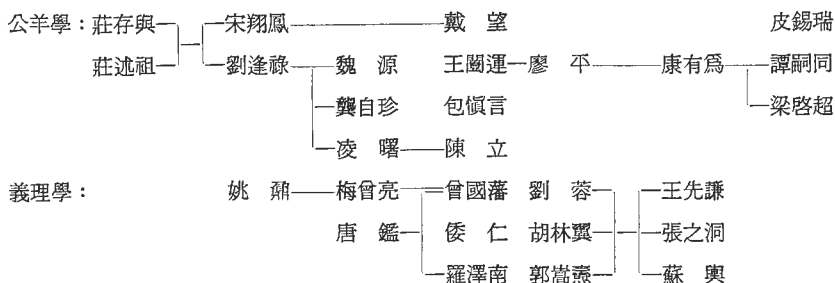 公羊學：莊存與 宋翔鳳 戴 望 皮錫瑞
莊述祖 劉逢祿 魏 源 王闓運 廖 平 康有爲 譚嗣同
龔自珍 包愼言 梁啓超
凌 曙 陳 立
義理學： 姚 鼐 梅曾亮 曾國藩 劉 蓉 王先謙
唐 鑑 倭 仁 胡林翼 張之洞
羅澤南 郭嵩燾 蘇 輿